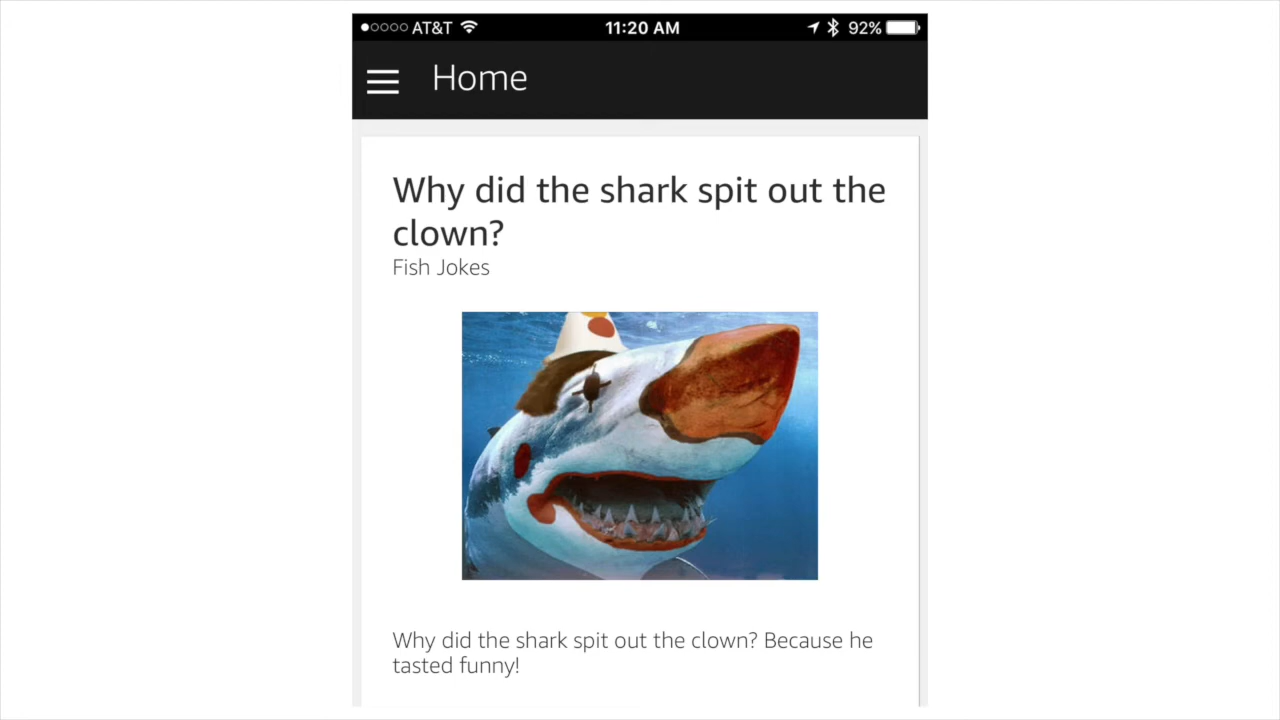 AT&T 11:20 AM 92%
Home
Why did the shark spit out the
clown?
Fish Jokes
Why did the shark spit out the clown? Because he
tasted funny!